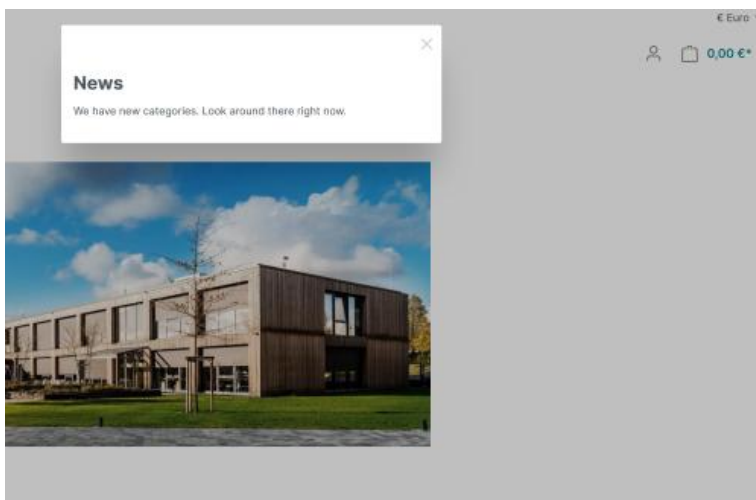 € Euro
0,00 €*
News
We have new categories. Look around there right now.